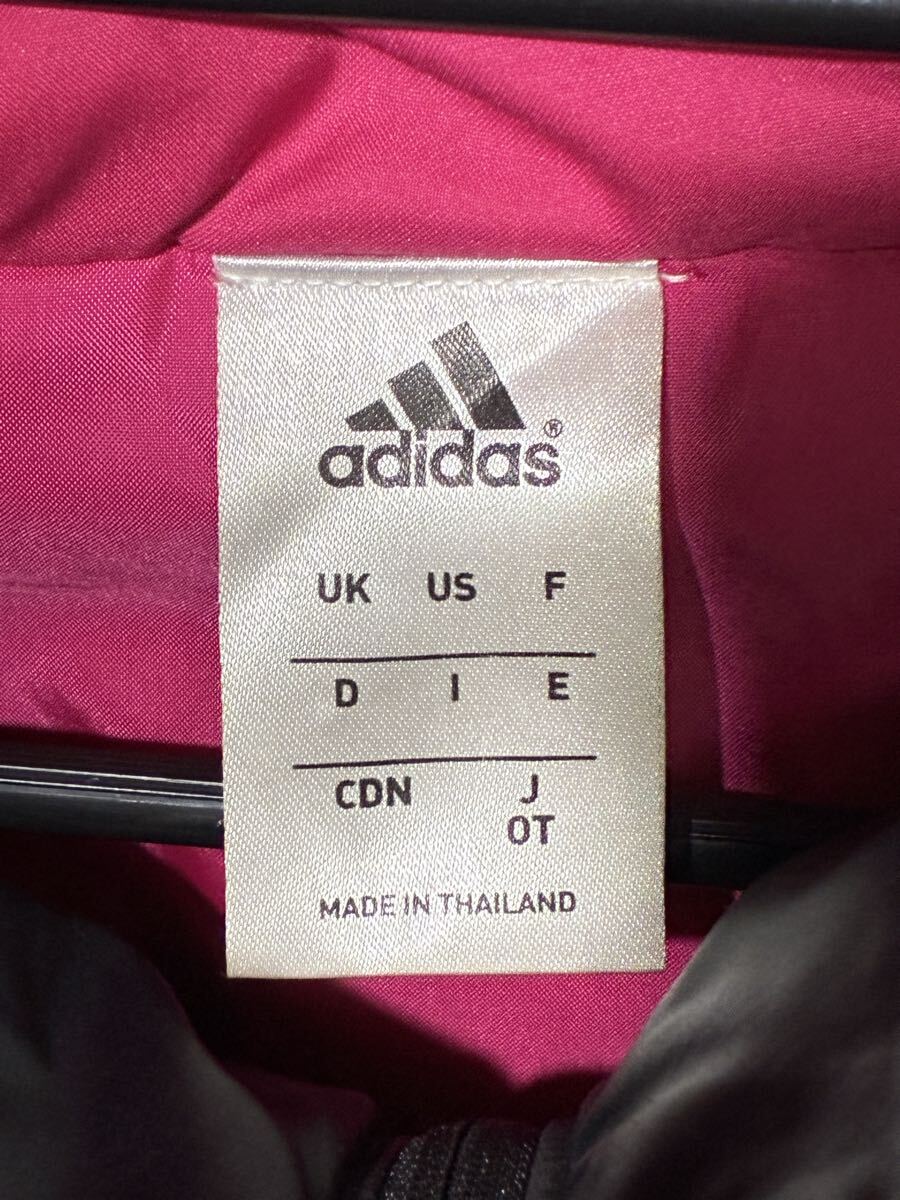 adidas®
UK US F
D I E
CDN J
OT
MADE IN THAILAND